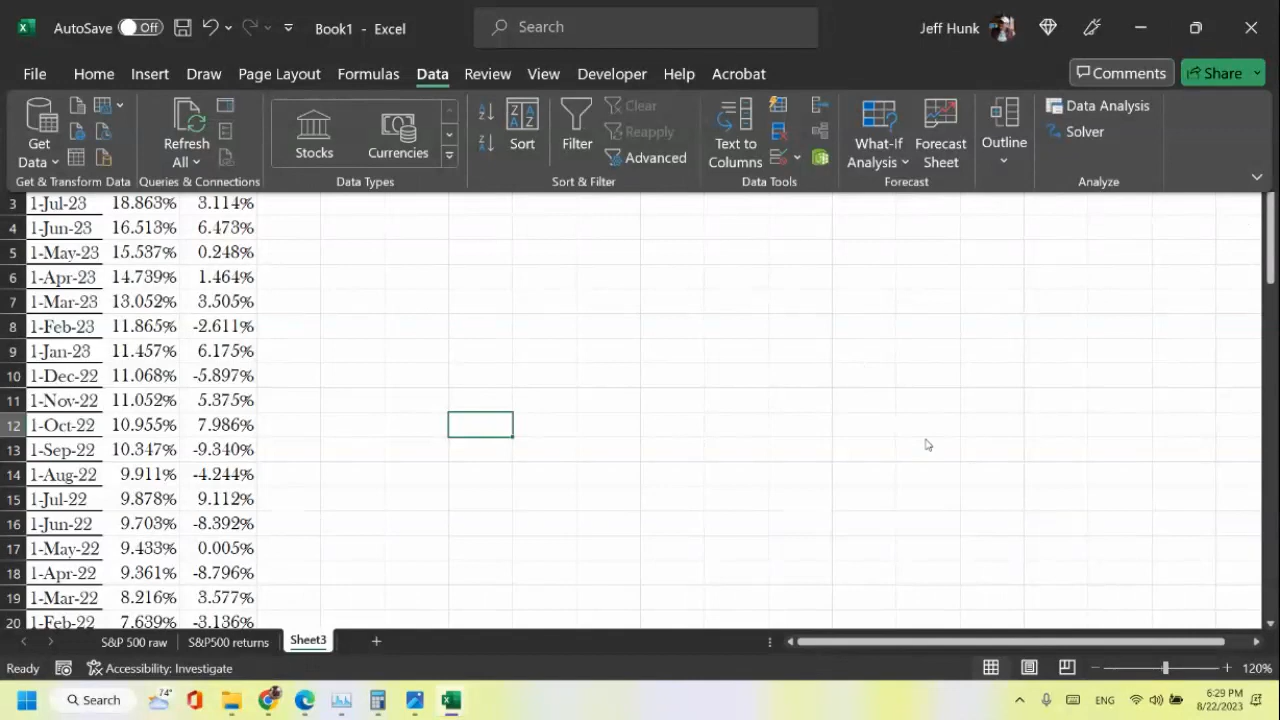 AutoSave Off Book1 - Excel Search Jeff Hunk
File Home Insert Draw Page Layout Formulas Data Review View Developer Help Acrobat Comments Share
Get Data
Refresh All
Stocks
Currencies
Sort
Filter
Clear
Reapply
Advanced
Text to Columns
What-If Analysis
Forecast Sheet
Outline
Data Analysis
Solver
Get & Transform Data Queries & Connections Data Types Sort & Filter Data Tools Forecast Analyze
3 1-Jul-23 18.863% 3.114%
4 1-Jun-23 16.513% 6.473%
5 1-May-23 15.537% 0.248%
6 1-Apr-23 14.739% 1.464%
7 1-Mar-23 13.052% 3.505%
8 1-Feb-23 11.865% -2.611%
9 1-Jan-23 11.457% 6.175%
10 1-Dec-22 11.068% -5.897%
11 1-Nov-22 11.052% 5.375%
12 1-Oct-22 10.955% 7.986%
13 1-Sep-22 10.347% -9.340%
14 1-Aug-22 9.911% -4.244%
15 1-Jul-22 9.878% 9.112%
16 1-Jun-22 9.703% -8.392%
17 1-May-22 9.433% 0.005%
18 1-Apr-22 9.361% -8.796%
19 1-Mar-22 8.216% 3.577%
20 1-Feb-22 7.639% -3.136%
S&P 500 raw S&P500 returns Sheet3
Ready Accessibility: Investigate 120%
Search 74° ENG 6:29 PM
8/22/2023